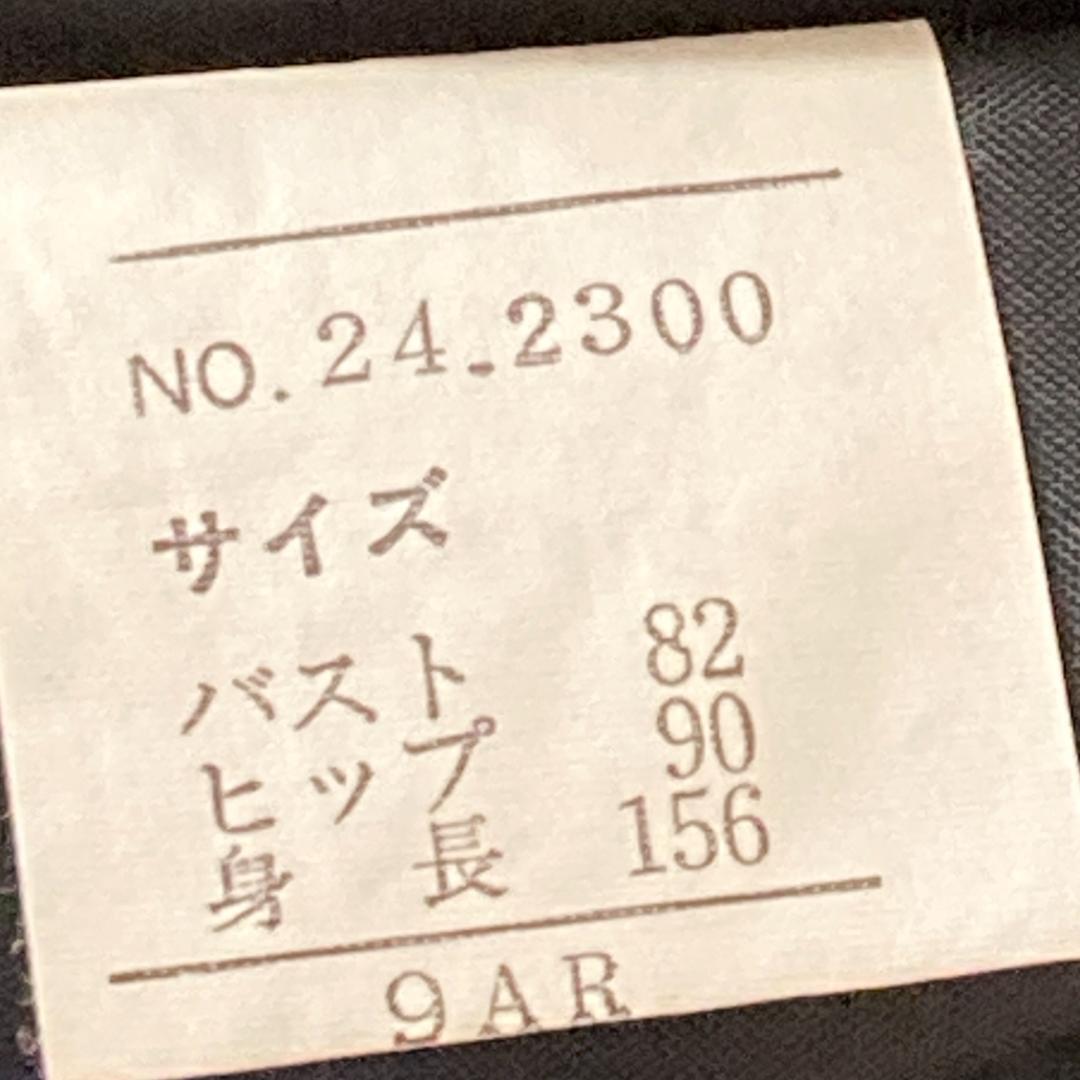 NO.24.2300
サイズ
バスト 82
ヒップ 90
身長 156
9AR